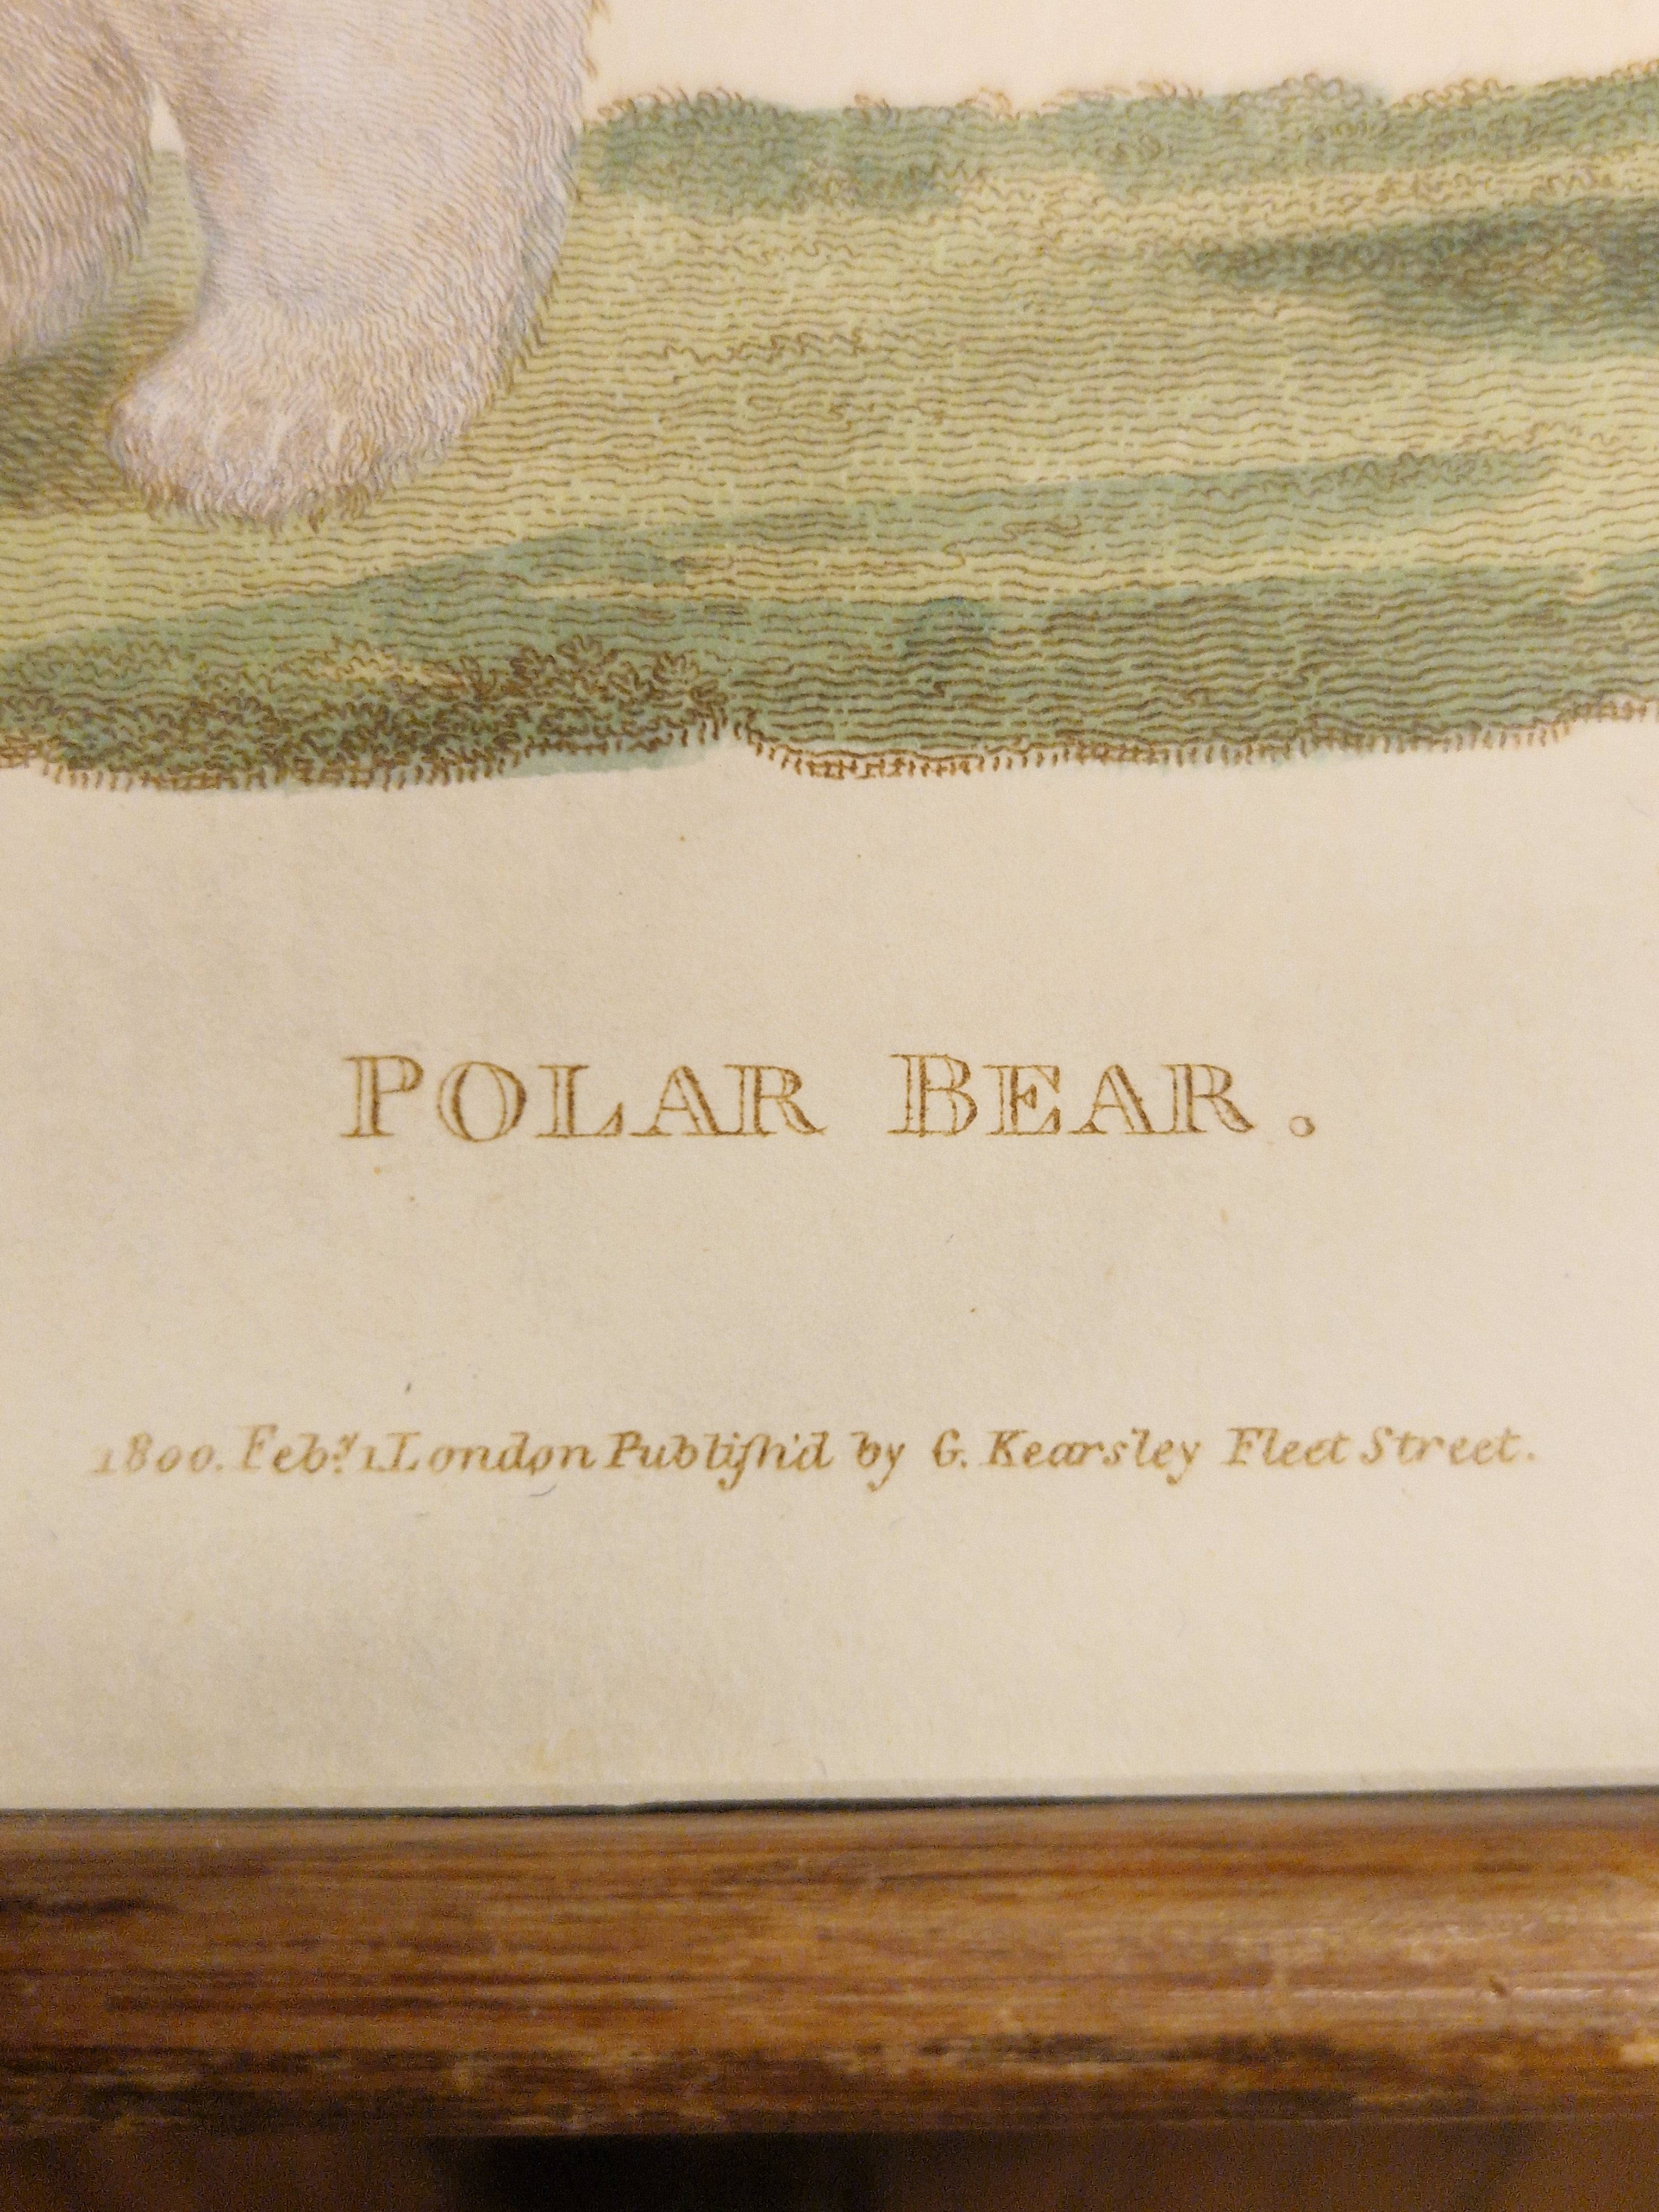 POLAR BEAR.
1800. Feb.y 1 London Publiſh'd by G. Kearsley Fleet Street.